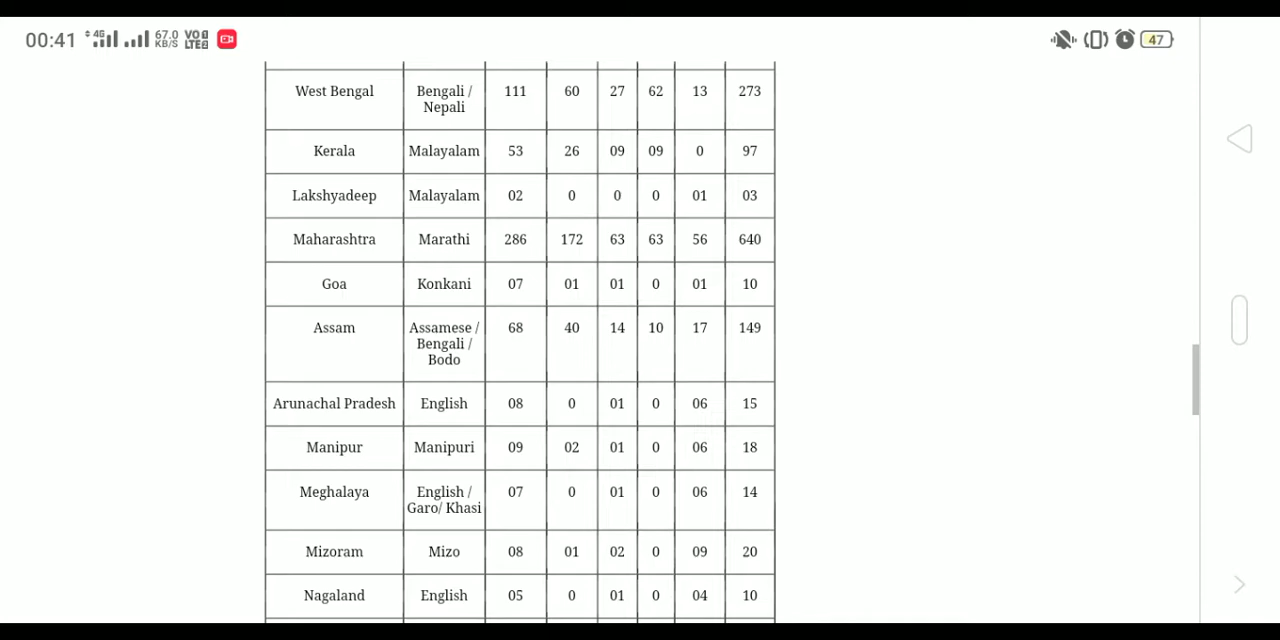 00:41 4G 67.0 KB/S VO LTE 47
West Bengal Bengali / Nepali 111 60 27 62 13 273
Kerala Malayalam 53 26 09 09 0 97
Lakshyadeep Malayalam 02 0 0 0 01 03
Maharashtra Marathi 286 172 63 63 56 640
Goa Konkani 07 01 01 0 01 10
Assam Assamese / Bengali / Bodo 68 40 14 10 17 149
Arunachal Pradesh English 08 0 01 0 06 15
Manipur Manipuri 09 02 01 0 06 18
Meghalaya English / Garo/ Khasi 07 0 01 0 06 14
Mizoram Mizo 08 01 02 0 09 20
Nagaland English 05 0 01 0 04 10